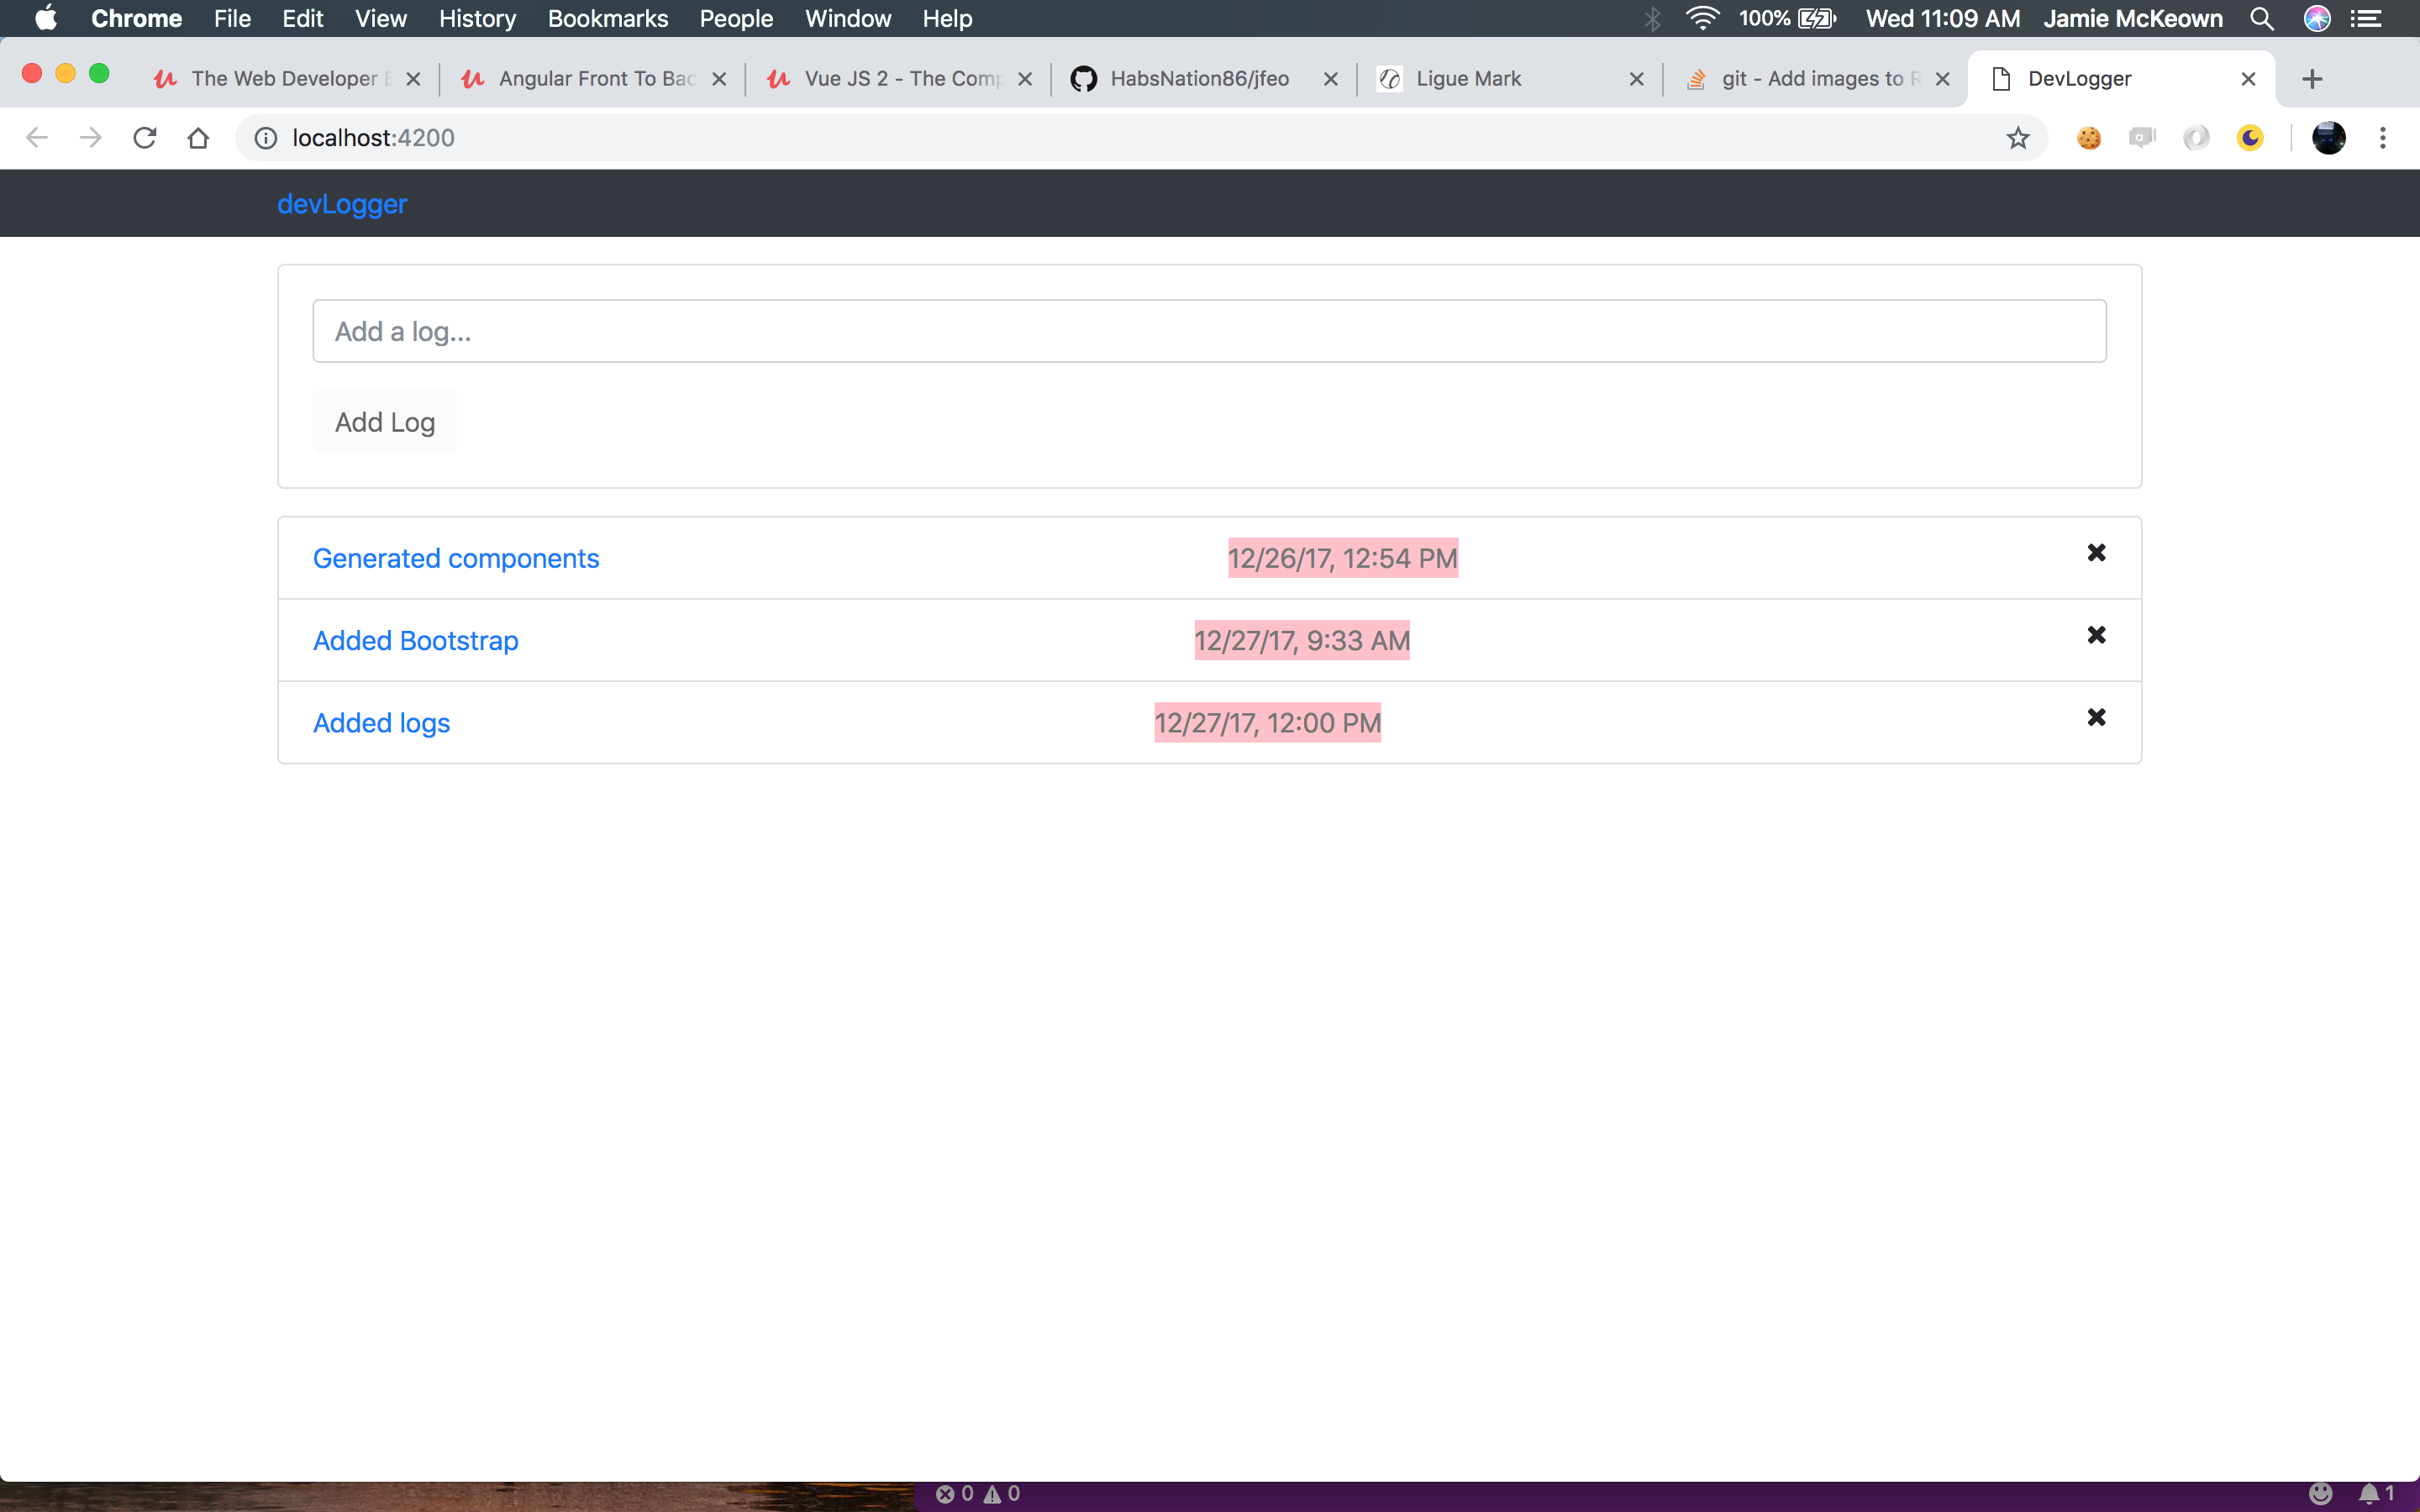 Chrome File Edit View History Bookmarks People Window Help 100% Wed 11:09 AM Jamie McKeown
The Web Developer Angular Front To Bac Vue JS 2 - The Comp HabsNation86/jfeo Ligue Mark git - Add images to R DevLogger
localhost:4200
devLogger
Add a log...
Add Log
Generated components 12/26/17, 12:54 PM
Added Bootstrap 12/27/17, 9:33 AM
Added logs 12/27/17, 12:00 PM
0 0 1